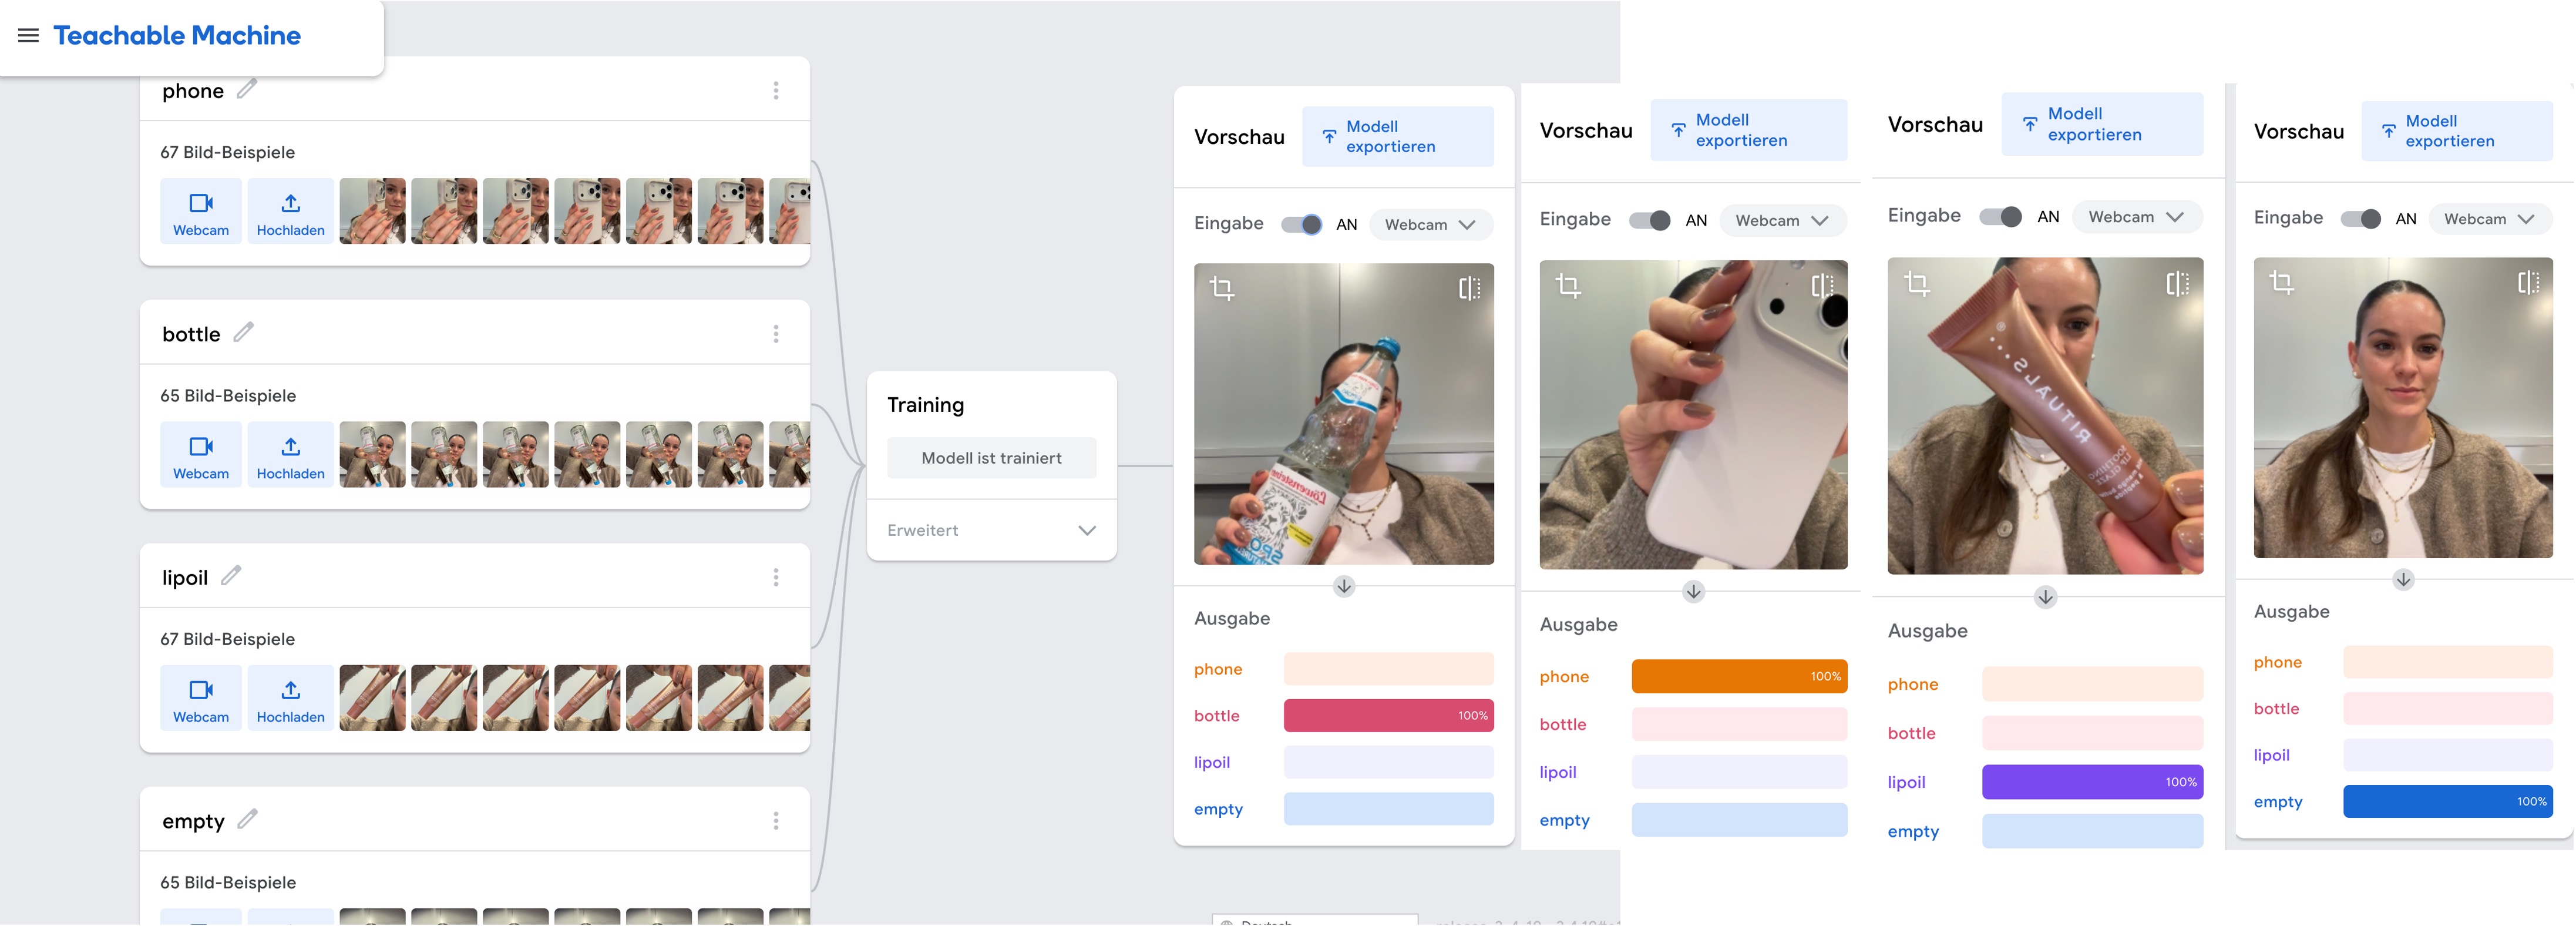 Teachable Machine
phone
67 Bild-Beispiele
Webcam
Hochladen
bottle
65 Bild-Beispiele
Webcam
Hochladen
lipoil
67 Bild-Beispiele
Webcam
Hochladen
empty
65 Bild-Beispiele
Training
Modell ist trainiert
Erweitert
Vorschau
Modell
exportieren
Eingabe
AN
Webcam
Löwensteiner
Ausgabe
phone
bottle
100%
lipoil
empty
Vorschau
Modell
exportieren
Eingabe
AN
Webcam
Ausgabe
phone
100%
bottle
lipoil
empty
Vorschau
Modell
exportieren
Eingabe
AN
Webcam
RITUALS
Ausgabe
phone
bottle
lipoil
100%
empty
Vorschau
Modell
exportieren
Eingabe
AN
Webcam
Ausgabe
phone
bottle
lipoil
empty
100%
Deutsch